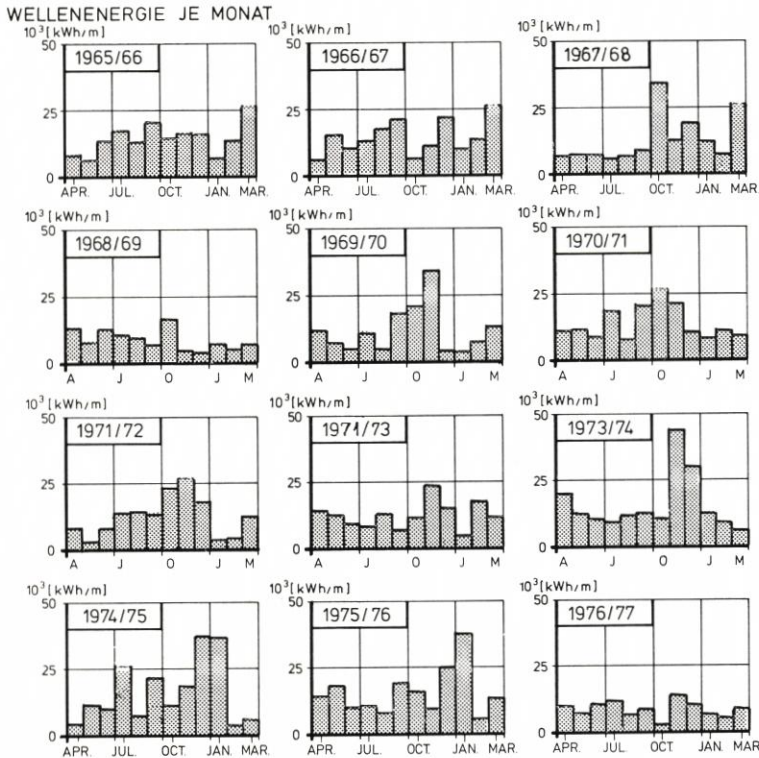 WELLENENERGIE JE MONAT
10³ [kWh/m] 10³ [kWh/m] 10³ [kWh/m]
50 1965/66 50 1966/67 50 1967/68
25 25 25
0 0 0
APR. JUL. OCT. JAN. MAR. APR. JUL. OCT. JAN. MAR. APR. JUL. OCT. JAN. MAR.
10³ [kWh/m] 10³ [kWh/m] 10³ [kWh/m]
50 1968/69 50 1969/70 50 1970/71
25 25 25
0 0 0
A J O J M A J O J M A J O J M
10³ [kWh/m] 10³ [kWh/m] 10³ [kWh/m]
50 1971/72 50 1971/73 50 1973/74
25 25 25
0 0 0
A J O J M A J O J M A J O J M
10³ [kWh/m] 10³ [kWh/m] 10³ [kWh/m]
50 1974/75 50 1975/76 50 1976/77
25 25 25
0 0 0
APR. JUL. OCT. JAN. MAR. APR. JUL. OCT. JAN. MAR. APR. JUL. OCT. JAN. MAR.